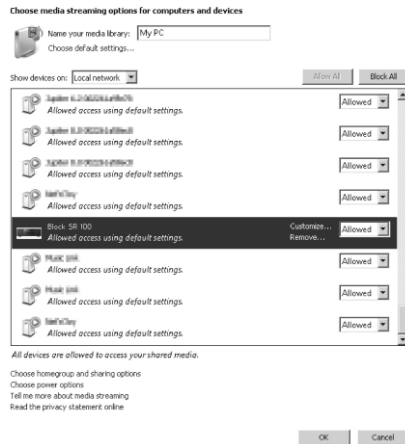 Choose media streaming options for computers and devices
Name your media library: My PC
Choose default settings...
Show devices on: Local network
Allow All Block All
Allowed
Allowed access using default settings.
Allowed
Allowed access using default settings.
Allowed
Allowed access using default settings.
Allowed
Allowed access using default settings.
Block SR 100 Customize... Allowed
Allowed access using default settings. Remove...
Allowed
Allowed access using default settings.
Allowed
Allowed access using default settings.
Allowed
Allowed access using default settings.
All devices are allowed to access your shared media.
Choose homegroup and sharing options
Choose power options
Tell me more about media streaming
Read the privacy statement online
OK Cancel